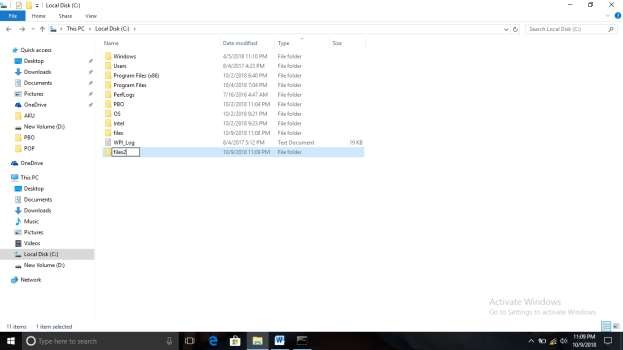 Local Disk (C:)
File Home Share View
This PC Local Disk (C:)
Search Local Disk (C:)
Name Date modified Type Size
Quick access
Desktop
Downloads
Documents
Pictures
OneDrive
AKU
New Volume (D:)
PBO
POP
OneDrive
This PC
Desktop
Documents
Downloads
Music
Pictures
Videos
Local Disk (C:)
New Volume (D:)
Network
Windows 4/5/2018 11:10 PM File folder
Users 8/4/2017 4:23 PM File folder
Program Files (x86) 10/2/2018 9:40 PM File folder
Program Files 10/4/2018 7:04 PM File folder
PerfLogs 7/16/2016 4:47 AM File folder
PBO 10/2/2018 11:04 PM File folder
OS 10/2/2018 9:21 PM File folder
Intel 10/2/2018 9:23 PM File folder
files 10/9/2018 11:08 PM File folder
WPI_Log 8/4/2017 5:12 PM Text Document 19 KB
files2 10/9/2018 11:09 PM File folder
Activate Windows
Go to Settings to activate Windows.
11 items 1 item selected
Type here to search
11:09 PM
10/9/2018